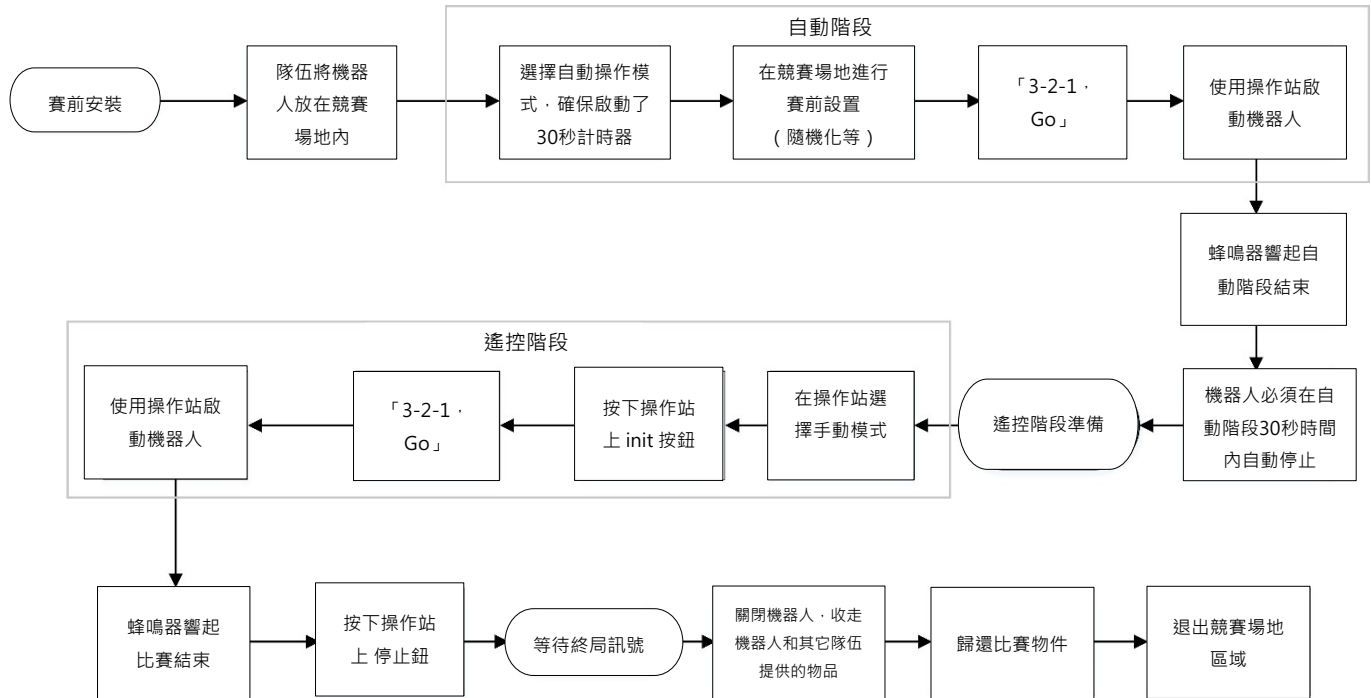 自動階段
賽前安裝
隊伍將機器
人放在競賽
場地內
選擇自動操作模
式，確保啟動了
30秒計時器
在競賽場地進行
賽前設置
（隨機化等）
「3-2-1，
Go」
使用操作站啟
動機器人
蜂鳴器響起自
動階段結束
機器人必須在自
動階段30秒時間
內自動停止
遙控階段準備
遙控階段
在操作站選
擇手動模式
按下操作站
上 init 按鈕
「3-2-1，
Go」
使用操作站啟
動機器人
蜂鳴器響起
比賽結束
按下操作站
上 停止鈕
等待終局訊號
關閉機器人，收走
機器人和其它隊伍
提供的物品
歸還比賽物件
退出競賽場地
區域